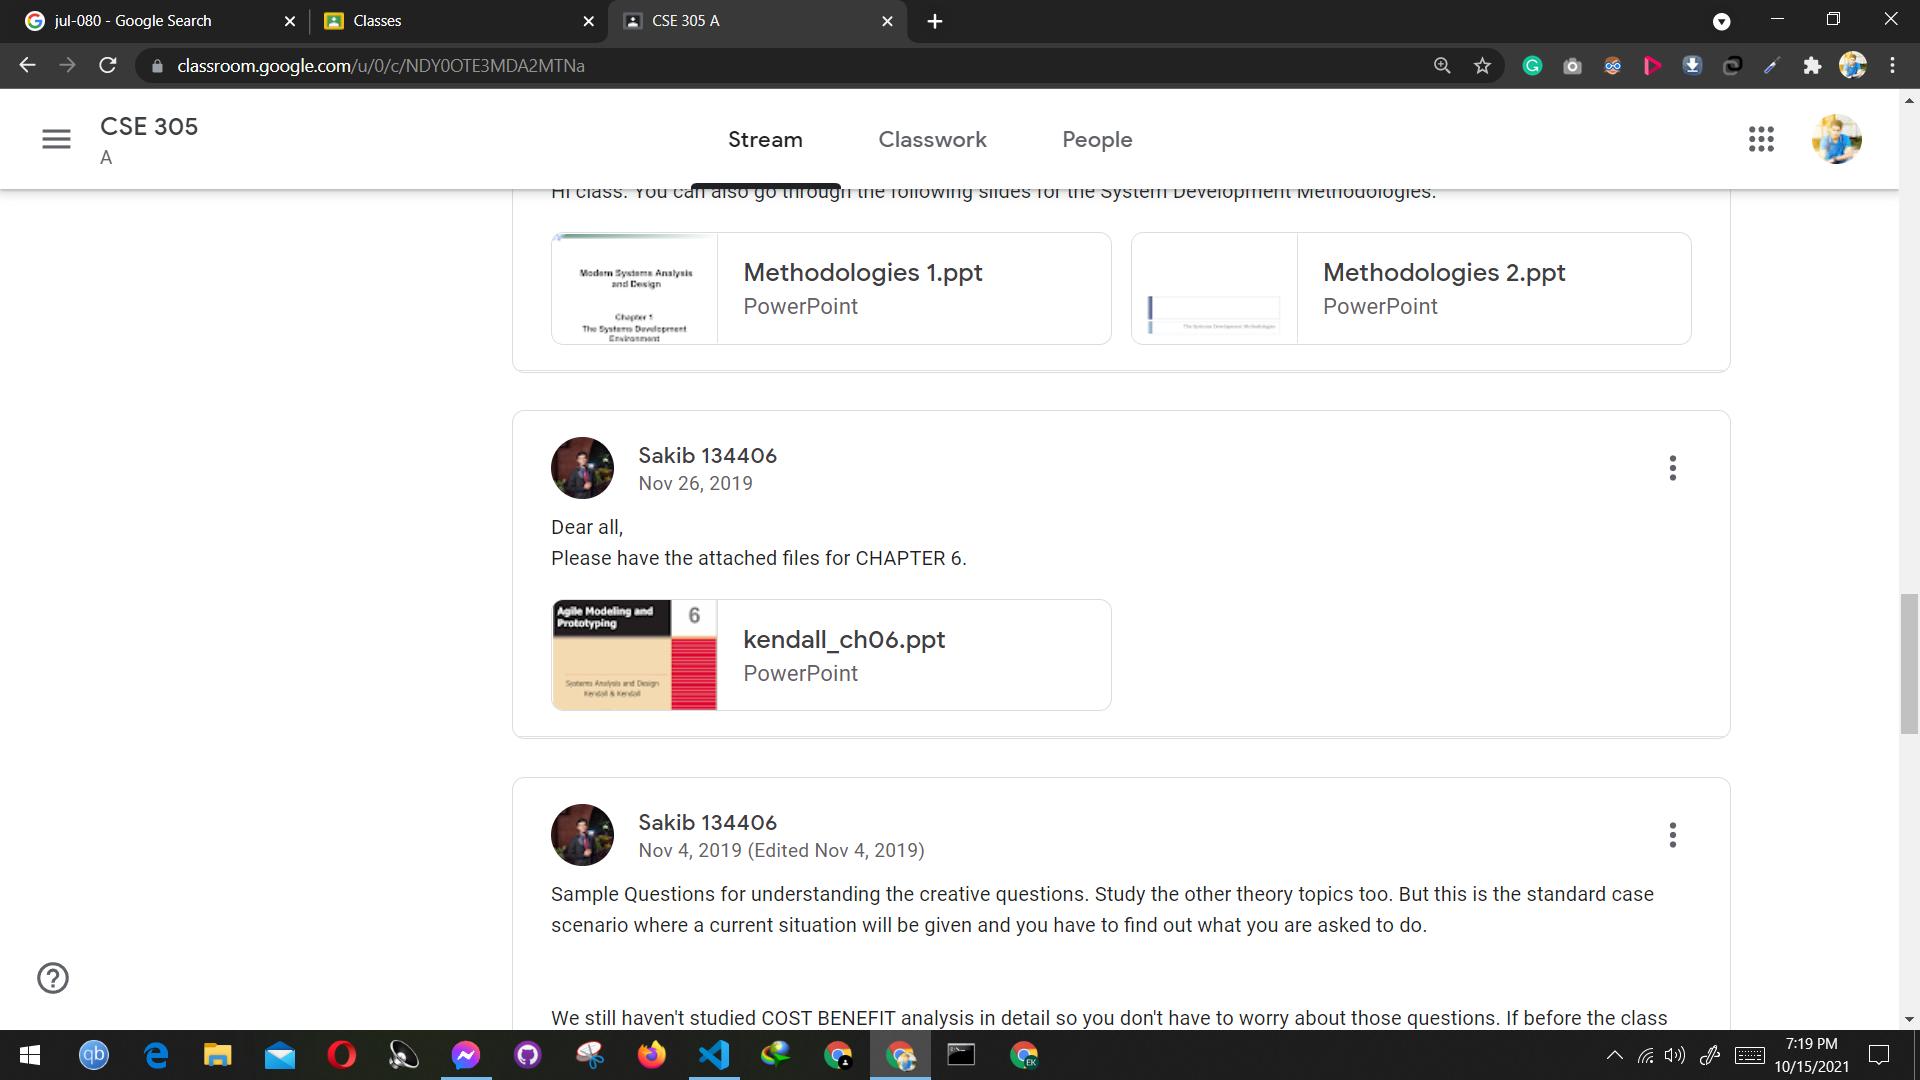 jul-080 - Google Search
Classes
CSE 305 A
classroom.google.com/u/0/c/NDY0OTE3MDA2MTNa
CSE 305
A
Stream
Classwork
People
Hi class. You can also go through the following slides for the System Development Methodologies.
Modern Systems Analysis
and Design
Chapter 1
The Systems Development
Environment
Methodologies 1.ppt
PowerPoint
The Systems Development Methodologies
Methodologies 2.ppt
PowerPoint
Sakib 134406
Nov 26, 2019
Dear all,
Please have the attached files for CHAPTER 6.
Agile Modeling and
Prototyping
6
Systems Analysis and Design
Kendall & Kendall
kendall_ch06.ppt
PowerPoint
Sakib 134406
Nov 4, 2019 (Edited Nov 4, 2019)
Sample Questions for understanding the creative questions. Study the other theory topics too. But this is the standard case
scenario where a current situation will be given and you have to find out what you are asked to do.
We still haven't studied COST BENEFIT analysis in detail so you don't have to worry about those questions. If before the class
qb
EK
7:19 PM
10/15/2021